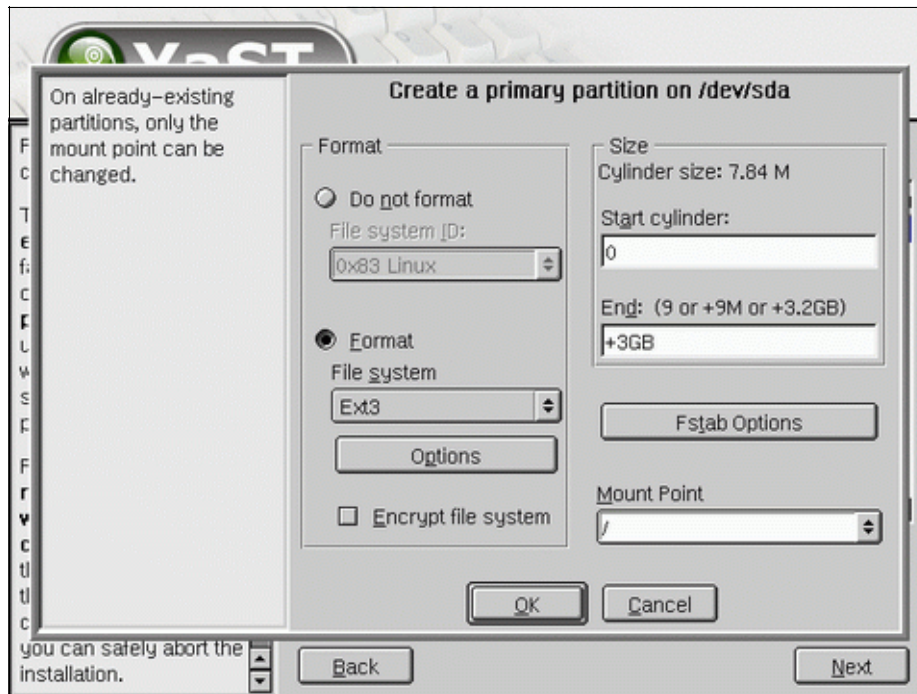 YaST
Create a primary partition on /dev/sda
On already-existing
partitions, only the
mount point can be
changed.
Format
Do not format
File system ID:
0x83 Linux
Format
File system
Ext3
Options
Encrypt file system
Size
Cylinder size: 7.84 M
Start cylinder:
0
End: (9 or +9M or +3.2GB)
+3GB
Fstab Options
Mount Point
/
OK
Cancel
you can safely abort the
installation.
Back
Next